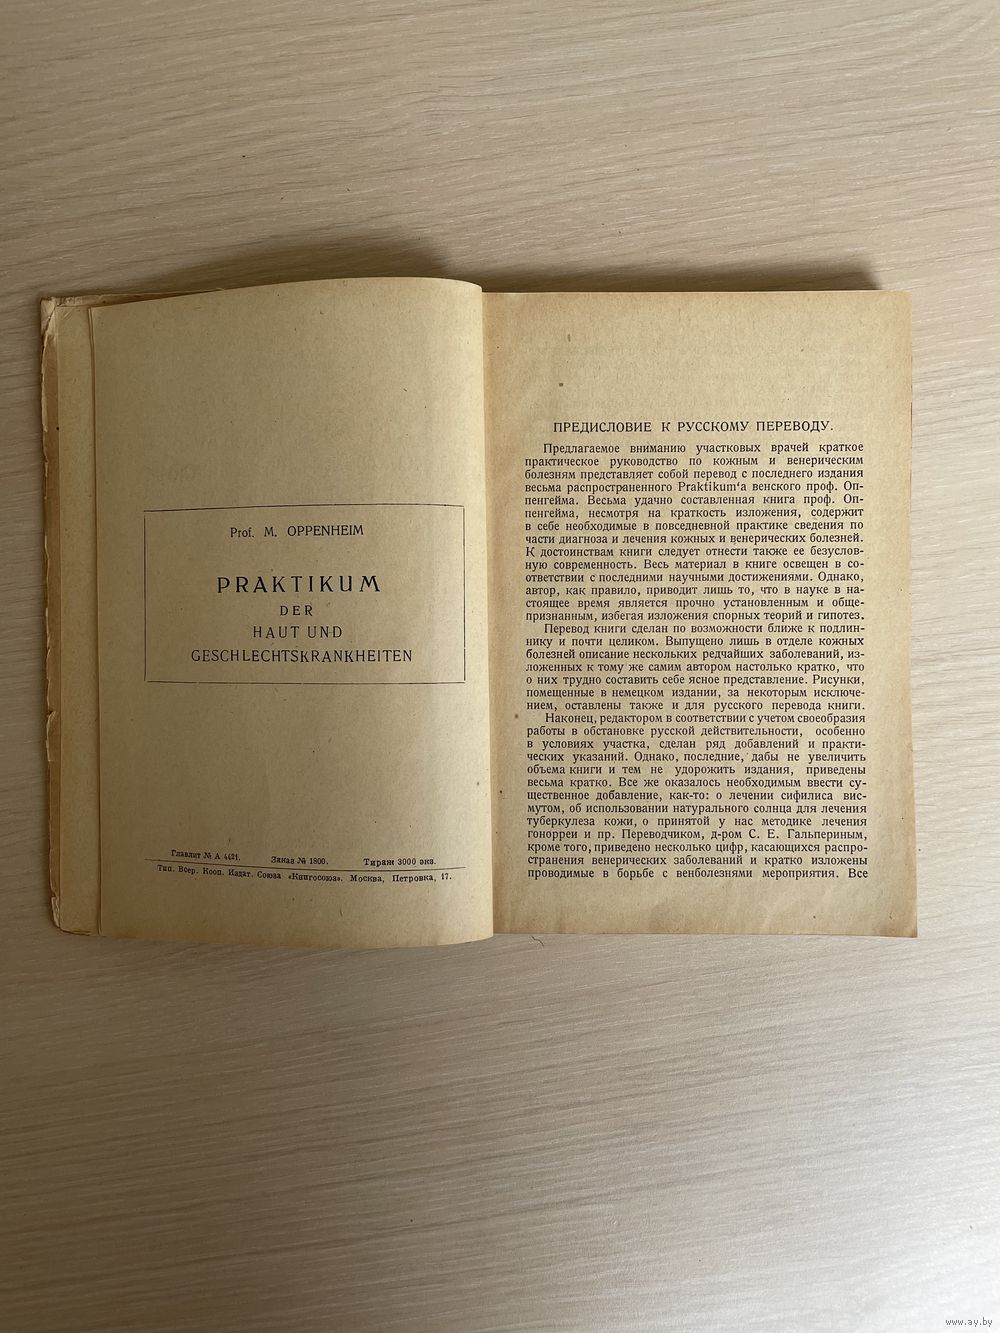 Prof. M. OPPENHEIM
PRAKTIKUM
DER
HAUT UND
GESCHLECHTSKRANKHEITEN
Главлит № А 4421. Заказ № 1800. Тираж 3000 экз.
Тип. Всер. Кооп. Издат. Союза «Книгосоюз». Москва, Петровка, 17.
ПРЕДИСЛОВИЕ К РУССКОМУ ПЕРЕВОДУ.
Предлагаемое вниманию участковых врачей краткое
практическое руководство по кожным и венерическим
болезням представляет собой перевод с последнего издания
весьма распространенного Praktikum‘а венского проф. Оп-
пенгейма. Весьма удачно составленная книга проф. Оп-
пенгейма, несмотря на краткость изложения, содержит
в себе необходимые в повседневной практике сведения по
части диагноза и лечения кожных и венерических болезней.
К достоинствам книги следует отнести также ее безуслов-
ную современность. Весь материал в книге освещен в со-
ответствии с последними научными достижениями. Однако,
автор, как правило, приводит лишь то, что в науке в на-
стоящее время является прочно установленным и обще-
признанным, избегая изложения спорных теорий и гипотез.
Перевод книги сделан по возможности ближе к подлин-
нику и почти целиком. Выпущено лишь в отделе кожных
болезней описание нескольких редчайших заболеваний, из-
ложенных к тому же самим автором настолько кратко, что
о них трудно составить себе ясное представление. Рисунки,
помещенные в немецком издании, за некоторым исключе-
нием, оставлены также и для русского перевода книги.
Наконец, редактором в соответствии с учетом своеобразия
работы в обстановке русской действительности, особенно
в условиях участка, сделан ряд добавлений и практи-
ческих указаний. Однако, последние, дабы не увеличить
объема книги и тем не удорожить издания, приведены
весьма кратко. Все же оказалось необходимым ввести су-
щественное добавление, как-то: о лечении сифилиса вис-
мутом, об использовании натурального солнца для лечения
туберкулеза кожи, о принятой у нас методике лечения
гонорреи и пр. Переводчиком, д-ром С. Е. Гальпериным,
кроме того, приведено несколько цифр, касающихся распро-
странения венерических заболеваний и кратко изложены
проводимые в борьбе с венболезнями мероприятия. Все
www.ay.by